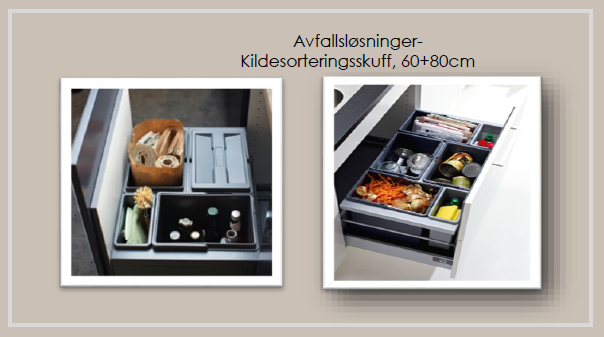 Avfallsløsninger-
Kildesorteringsskuff, 60+80cm